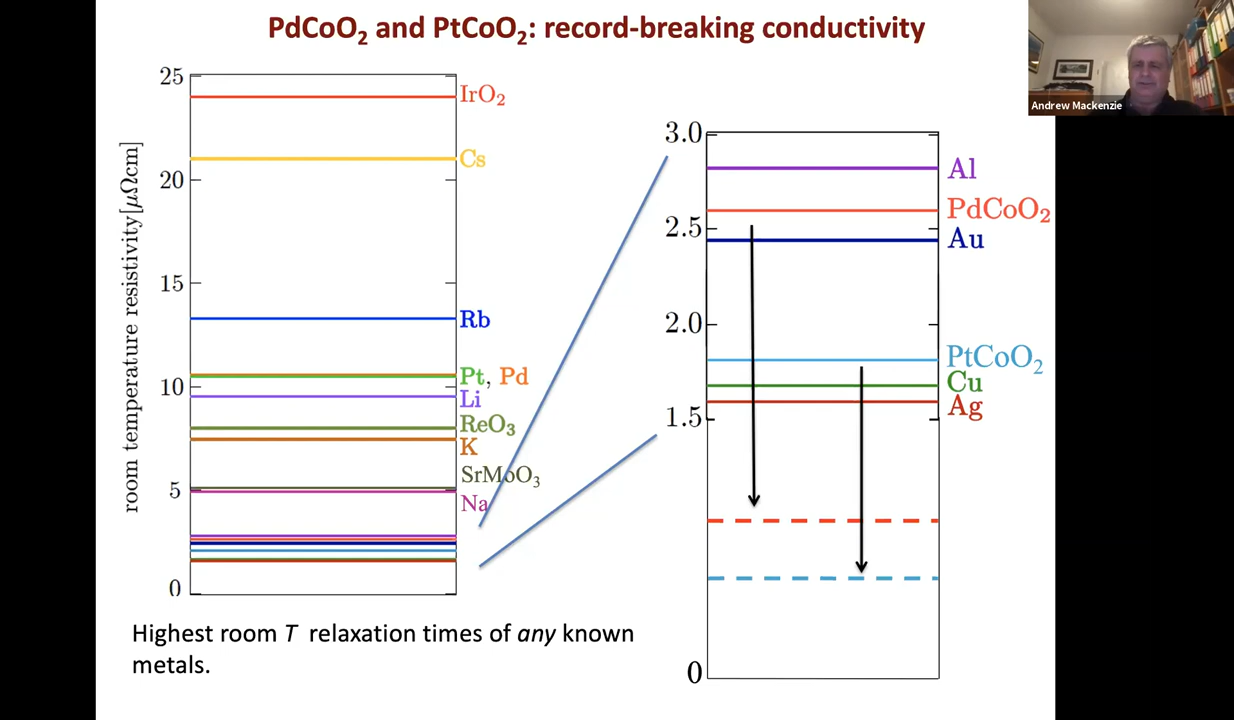 PdCoO₂ and PtCoO₂: record-breaking conductivity
Andrew Mackenzie
room temperature resistivity[μΩcm]
25
20
15
10
5
0
IrO₂
Cs
Rb
Pt, Pd
Li
ReO₃
K
SrMoO₃
Na
3.0
2.5
2.0
1.5
0
Al
PdCoO₂
Au
PtCoO₂
Cu
Ag
Highest room T relaxation times of any known
metals.